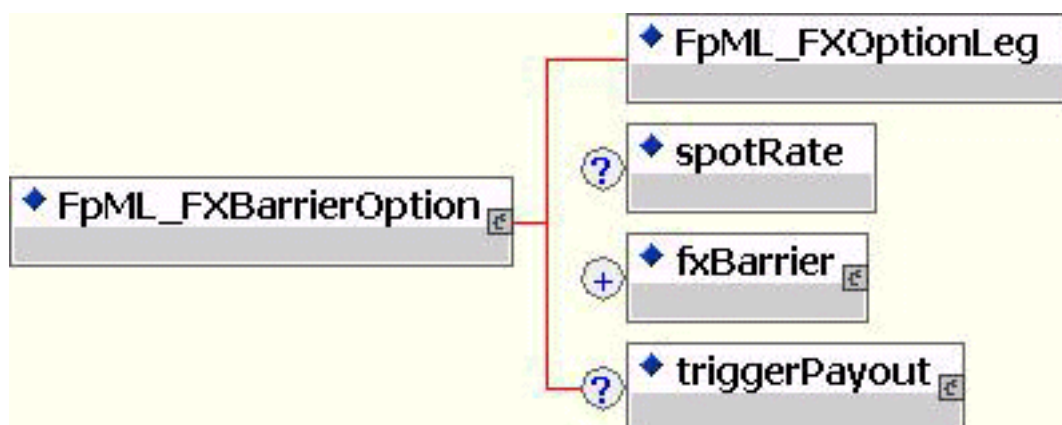 FpML_FXOptionLeg
? spotRate
FpML_FXBarrierOption
+ fxBarrier
? triggerPayout